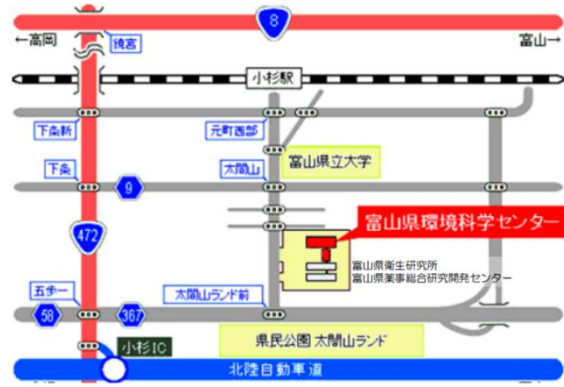 8
←高岡
鏡宮
富山→
小杉駅
下条新
元町西部
富山県立大学
下条
9
太閤山
富山県環境科学センター
472
富山県衛生研究所
富山県薬事総合研究開発センター
五歩一
太閤山ランド前
58
367
県民公園 太閤山ランド
小杉IC
北陸自動車道